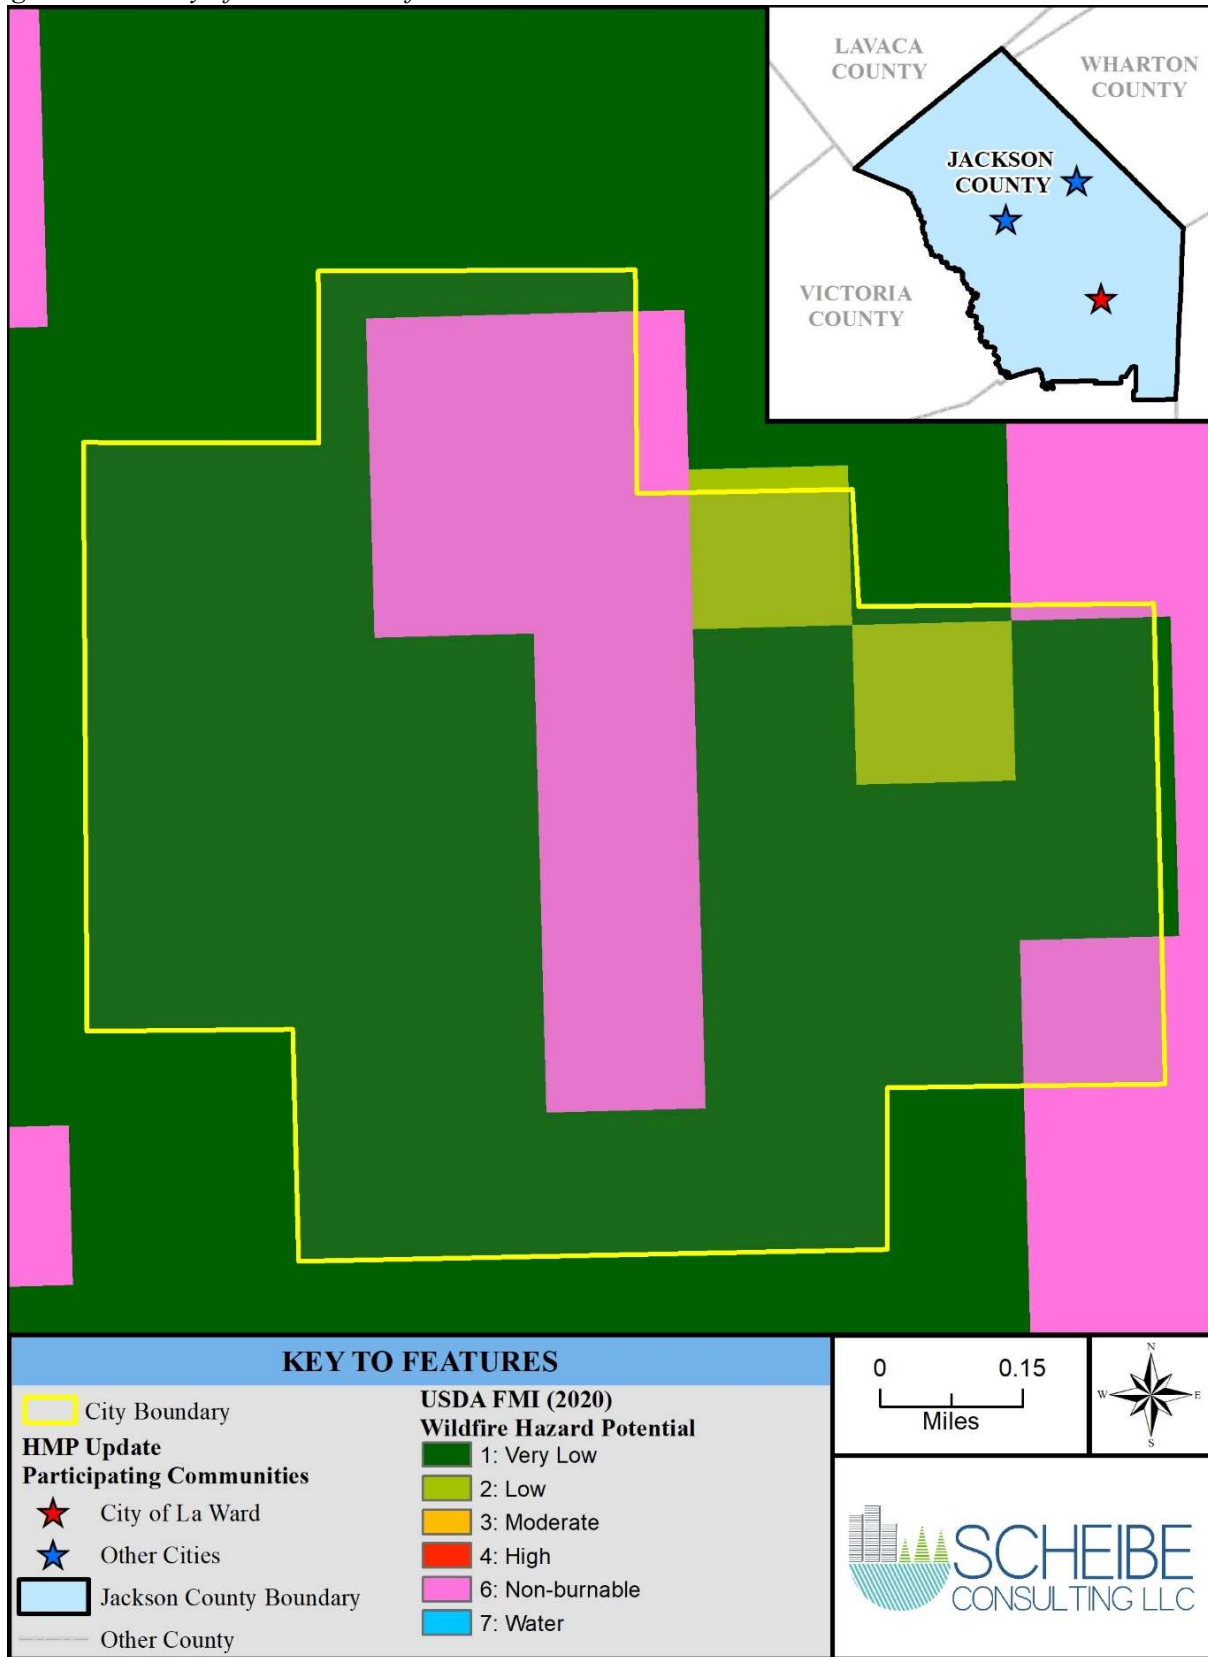 LAVACA
COUNTY
WHARTON
COUNTY
JACKSON
COUNTY
VICTORIA
COUNTY
KEY TO FEATURES
City Boundary
HMP Update
Participating Communities
City of La Ward
Other Cities
Jackson County Boundary
Other County
USDA FMI (2020)
Wildfire Hazard Potential
1: Very Low
2: Low
3: Moderate
4: High
6: Non-burnable
7: Water
0 0.15
Miles
N
W E
S
SCHEIBE
CONSULTING LLC